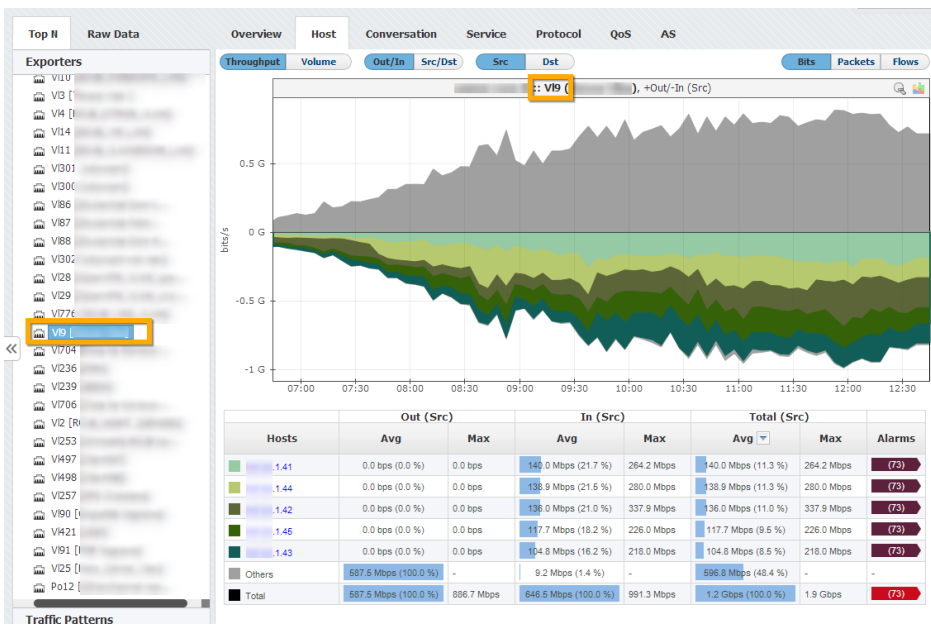 Top N Raw Data Overview Host Conversation Service Protocol QoS AS
Exporters
Throughput Volume Out/In Src/Dst Src Dst Bits Packets Flows
:: Vl9 ( ), +Out/-In (Src)
Vl10
Vl3 [
Vl4 [
Vl14
Vl11
Vl301
Vl300
Vl86
Vl87
Vl88
Vl302
Vl28
Vl29
Vl776
Vl9 [
Vl704
Vl236
Vl239
Vl706
Vl2 [R
Vl253
Vl497
Vl498
Vl257
Vl90 [
Vl421
Vl91 [
Vl25 [
Po12 [
Traffic Patterns
bits/s
0.5 G
0 G
-0.5 G
-1 G
07:00 07:30 08:00 08:30 09:00 09:30 10:00 10:30 11:00 11:30 12:00 12:30
Out (Src) In (Src) Total (Src)
Hosts Avg Max Avg Max Avg Max Alarms
.1.41 0.0 bps (0.0 %) 0.0 bps 140.0 Mbps (21.7 %) 264.2 Mbps 140.0 Mbps (11.3 %) 264.2 Mbps (73)
.1.44 0.0 bps (0.0 %) 0.0 bps 138.9 Mbps (21.5 %) 280.0 Mbps 138.9 Mbps (11.3 %) 280.0 Mbps (73)
.1.42 0.0 bps (0.0 %) 0.0 bps 136.0 Mbps (21.0 %) 337.9 Mbps 136.0 Mbps (11.0 %) 337.9 Mbps (73)
.1.45 0.0 bps (0.0 %) 0.0 bps 117.7 Mbps (18.2 %) 226.0 Mbps 117.7 Mbps (9.5 %) 226.0 Mbps (73)
.1.43 0.0 bps (0.0 %) 0.0 bps 104.8 Mbps (16.2 %) 218.0 Mbps 104.8 Mbps (8.5 %) 218.0 Mbps (73)
Others 587.5 Mbps (100.0 %) - 9.2 Mbps (1.4 %) - 596.8 Mbps (48.4 %) - -
Total 587.5 Mbps (100.0 %) 886.7 Mbps 646.5 Mbps (100.0 %) 991.3 Mbps 1.2 Gbps (100.0 %) 1.9 Gbps (73)